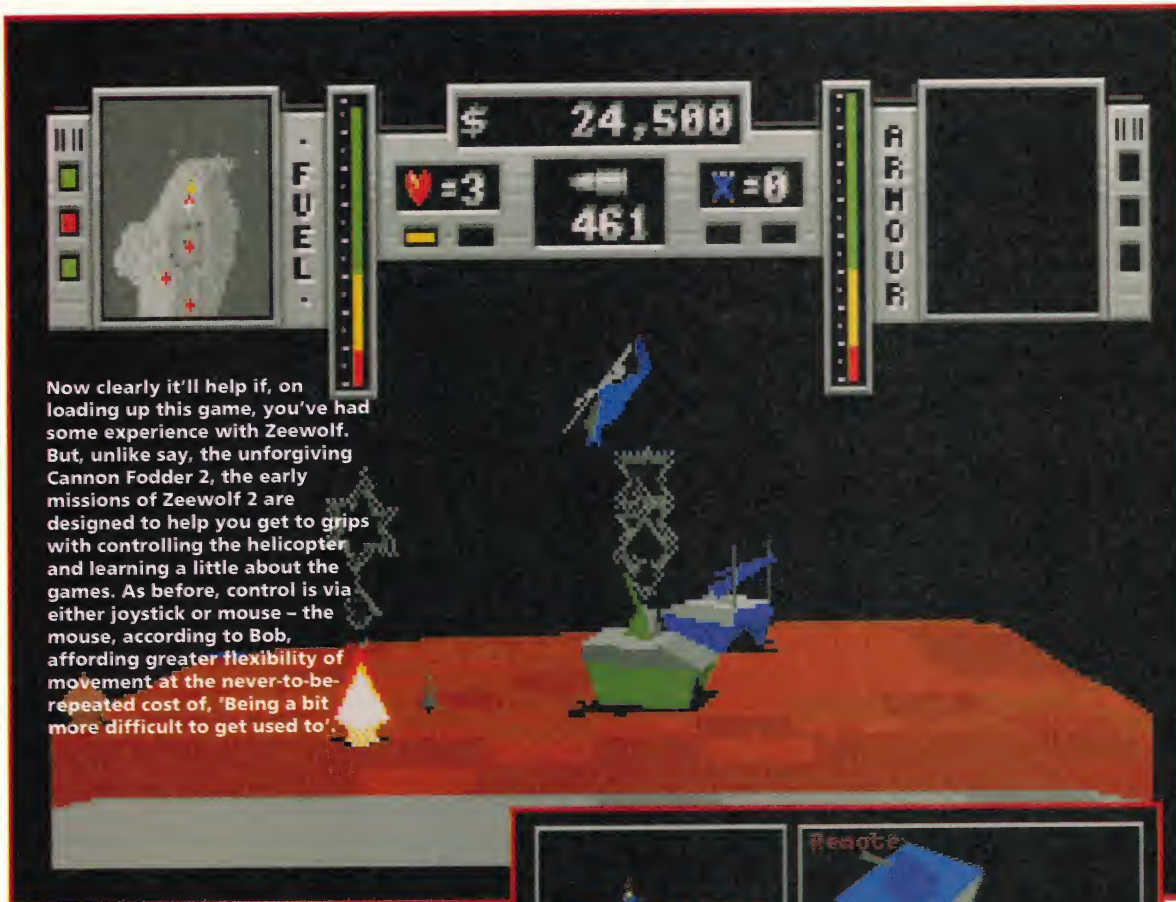 $ 24,500
=3
461
=0
· FUEL ·
ARMOUR
Now clearly it'll help if, on
loading up this game, you've had
some experience with Zeewolf.
But, unlike say, the unforgiving
Cannon Fodder 2, the early
missions of Zeewolf 2 are
designed to help you get to grips
with controlling the helicopter
and learning a little about the
games. As before, control is via
either joystick or mouse – the
mouse, according to Bob,
affording greater flexibility of
movement at the never-to-be-
repeated cost of, 'Being a bit
more difficult to get used to'.
Remote